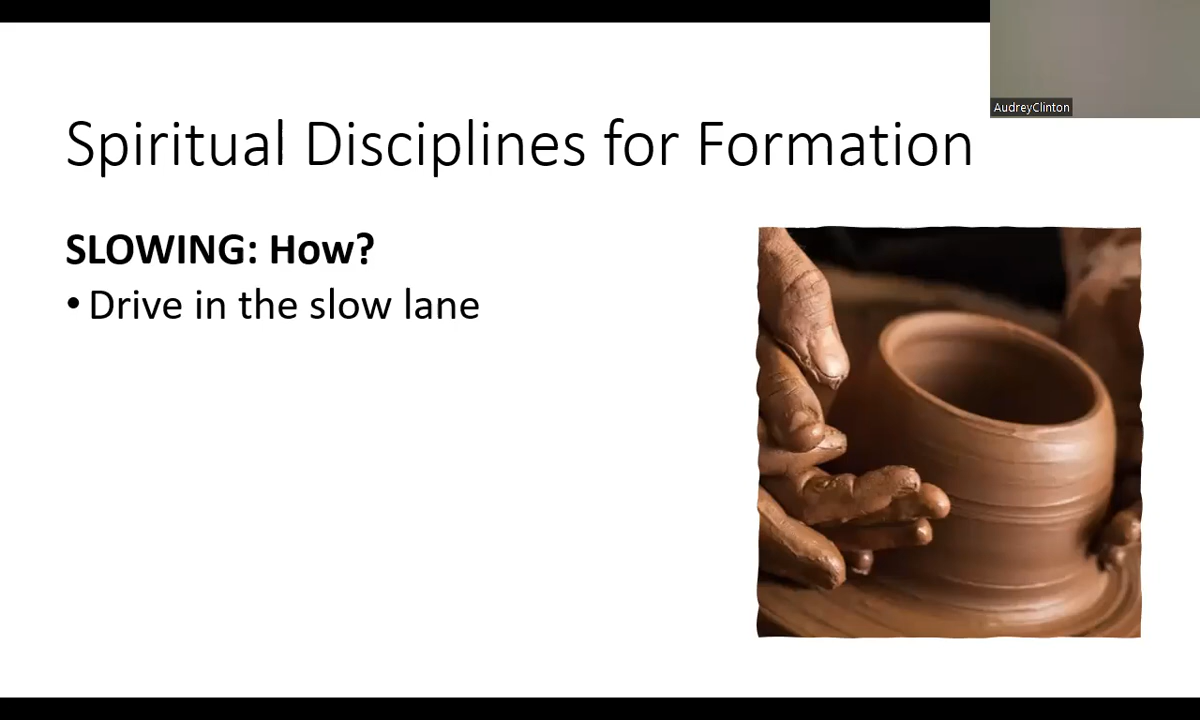 AudreyClinton
Spiritual Disciplines for Formation
SLOWING: How?
• Drive in the slow lane